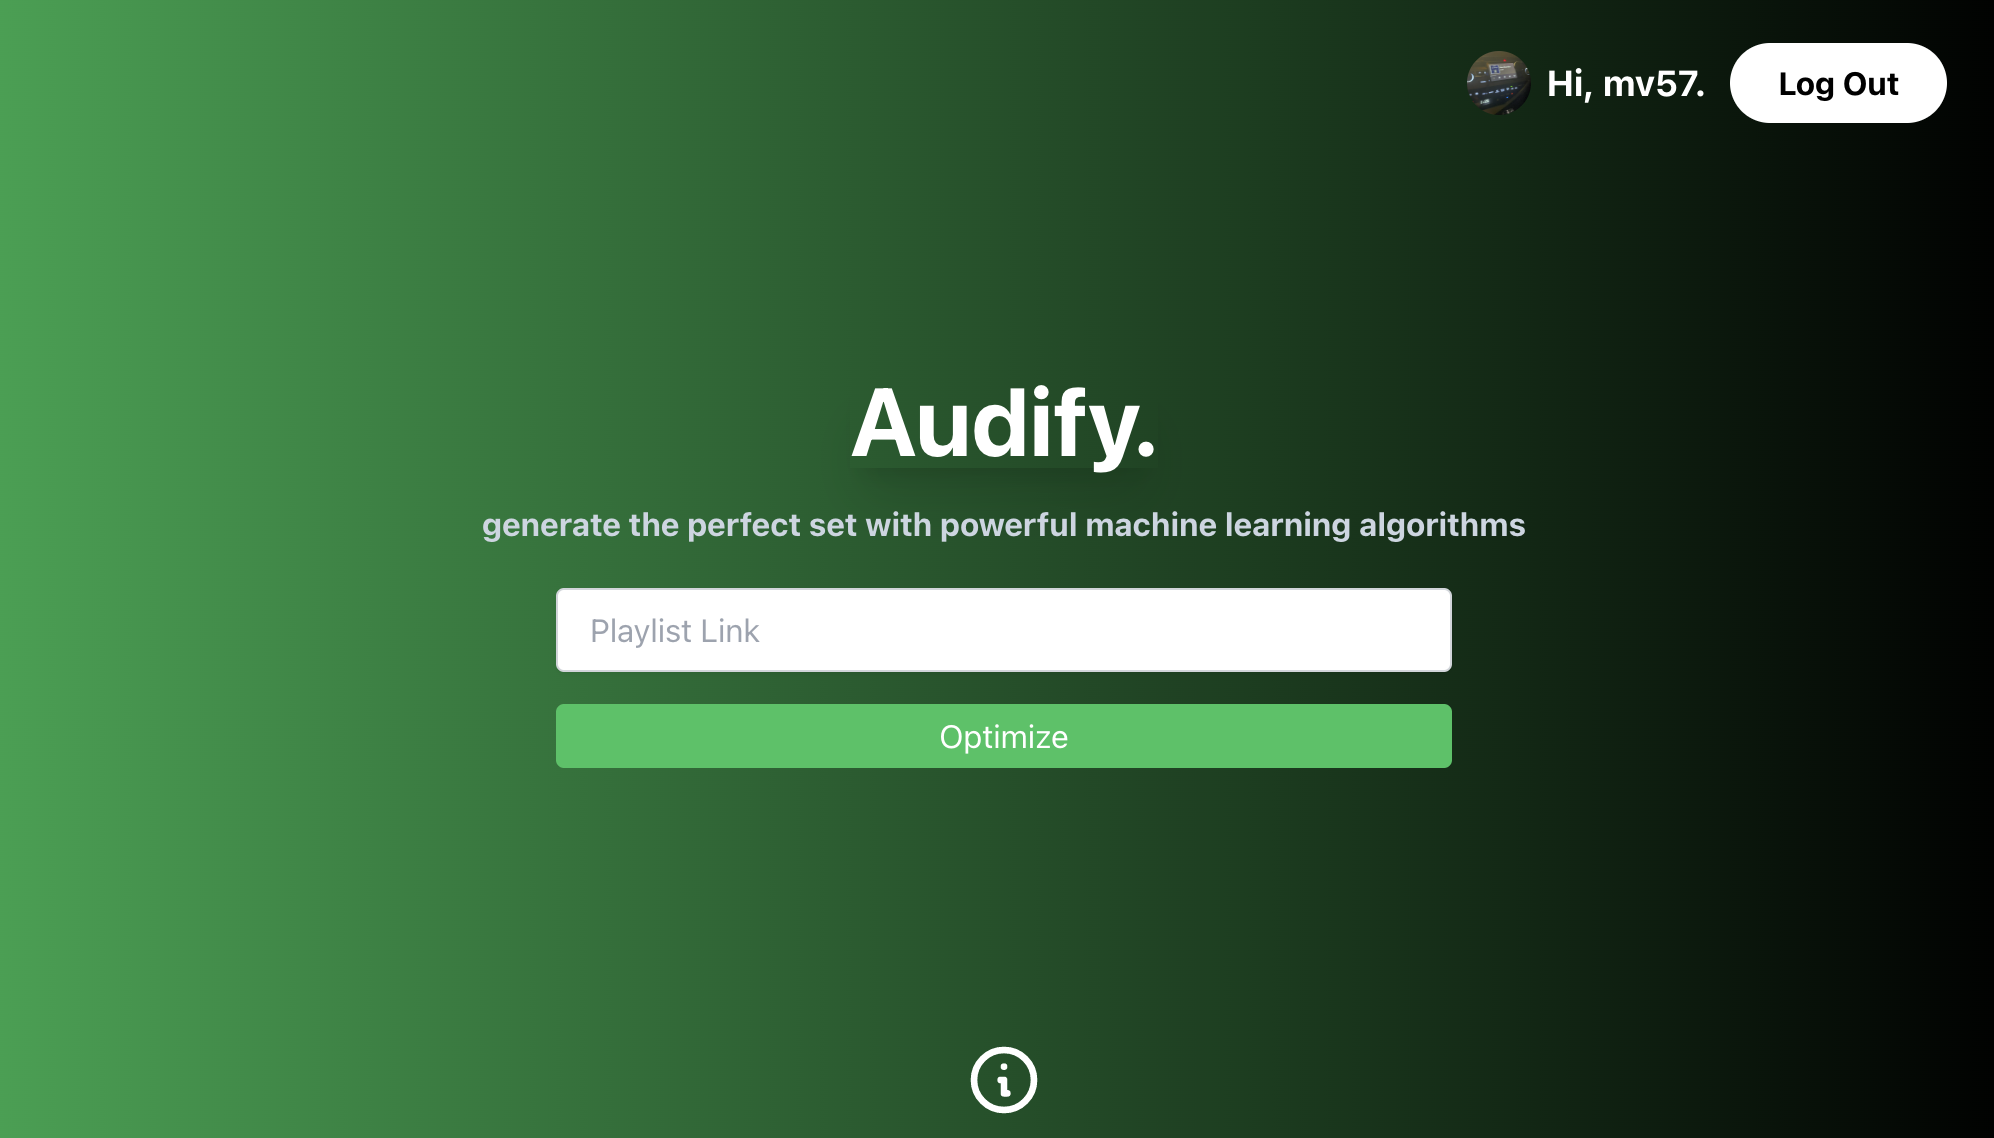 Hi, mv57.
Log Out
Audify.
generate the perfect set with powerful machine learning algorithms
Playlist Link
Optimize